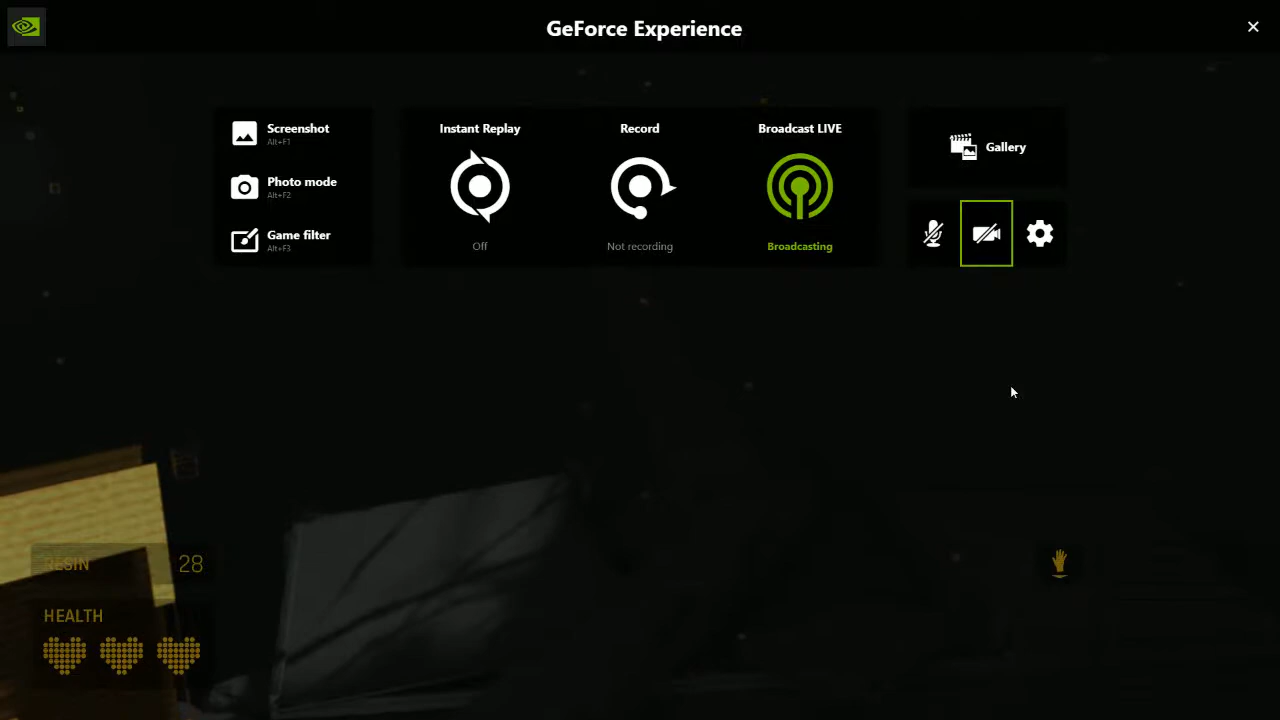 GeForce Experience
Screenshot
Alt+F1
Photo mode
Alt+F2
Game filter
Alt+F3
Instant Replay
Off
Record
Not recording
Broadcast LIVE
Broadcasting
Gallery
RESIN 28
HEALTH